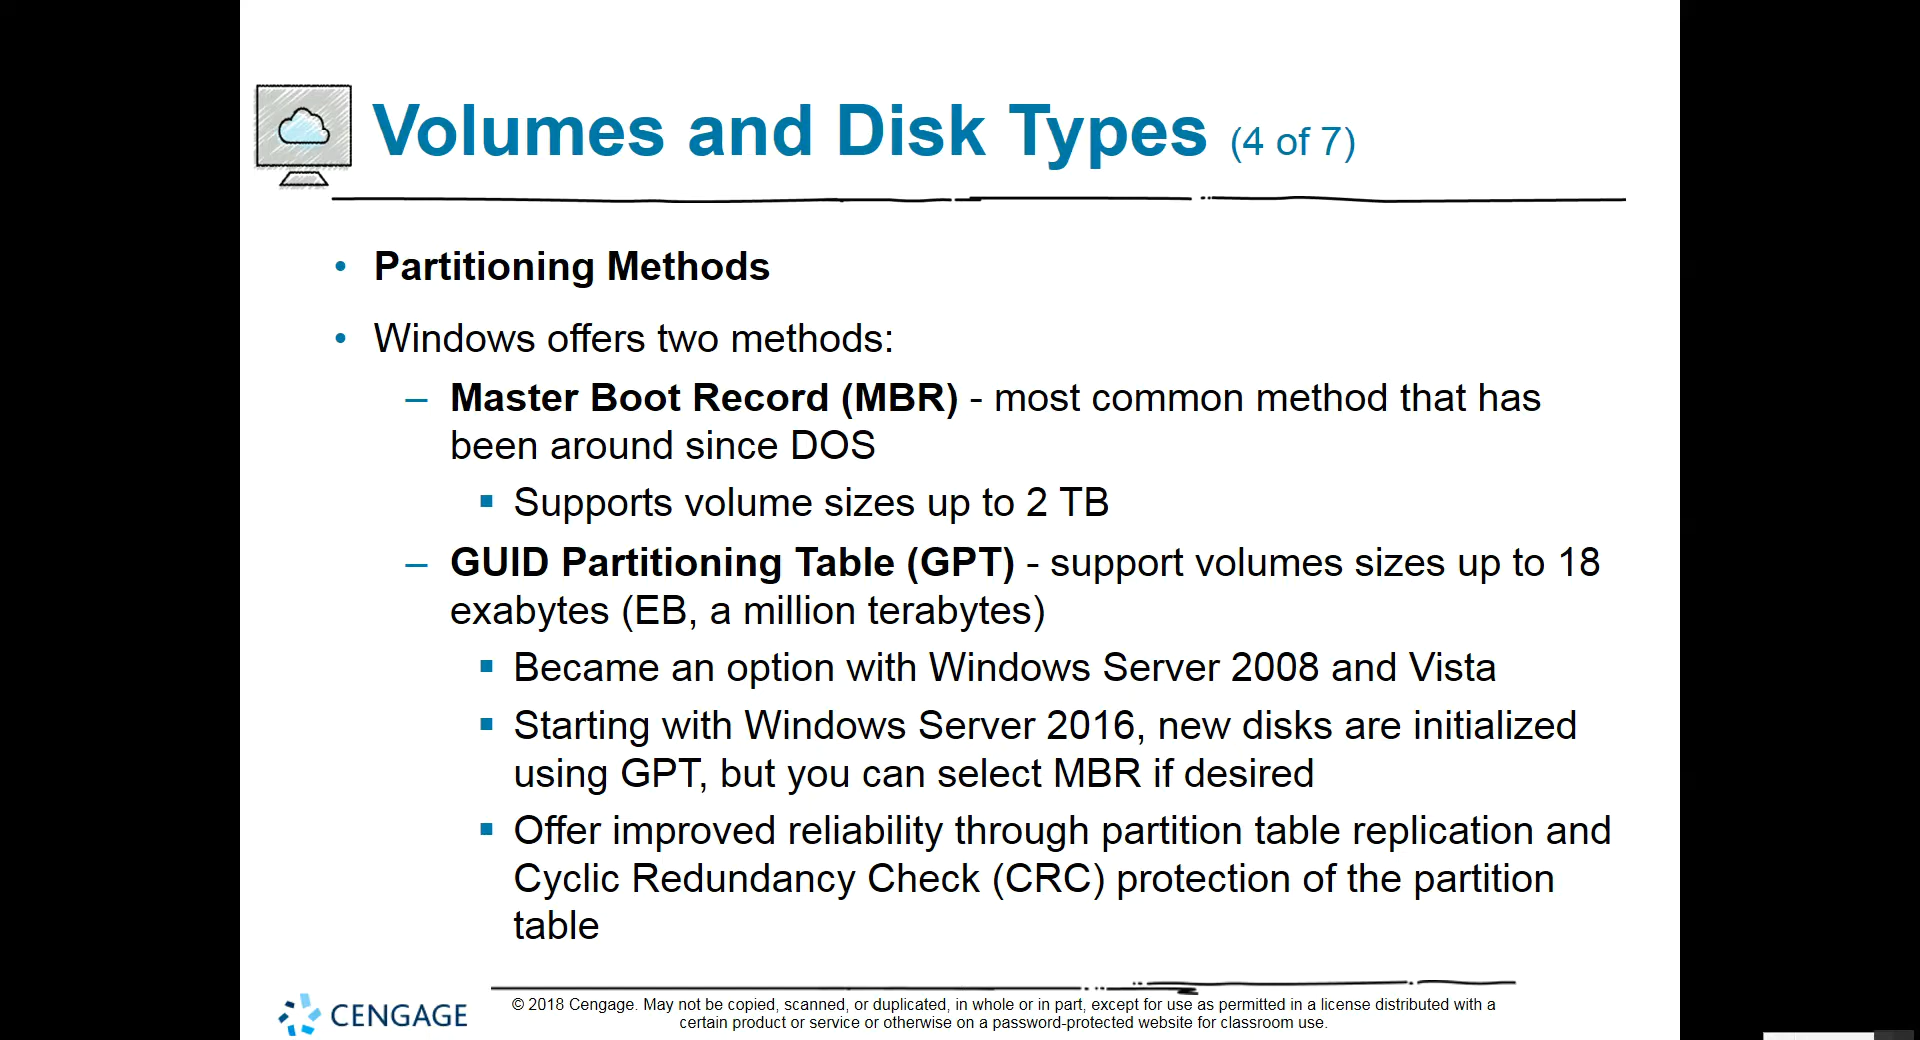 Volumes and Disk Types (4 of 7)
• Partitioning Methods
• Windows offers two methods:
– Master Boot Record (MBR) - most common method that has
been around since DOS
▪ Supports volume sizes up to 2 TB
– GUID Partitioning Table (GPT) - support volumes sizes up to 18
exabytes (EB, a million terabytes)
▪ Became an option with Windows Server 2008 and Vista
▪ Starting with Windows Server 2016, new disks are initialized
using GPT, but you can select MBR if desired
▪ Offer improved reliability through partition table replication and
Cyclic Redundancy Check (CRC) protection of the partition
table
CENGAGE
© 2018 Cengage. May not be copied, scanned, or duplicated, in whole or in part, except for use as permitted in a license distributed with a
certain product or service or otherwise on a password-protected website for classroom use.